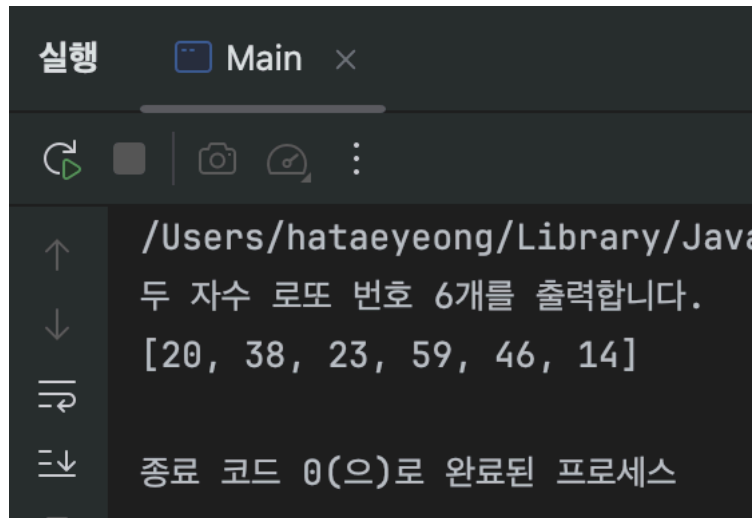 실행 Main
/Users/hataeyeong/Library/Java
두 자수 로또 번호 6개를 출력합니다.
[20, 38, 23, 59, 46, 14]
종료 코드 0(으)로 완료된 프로세스